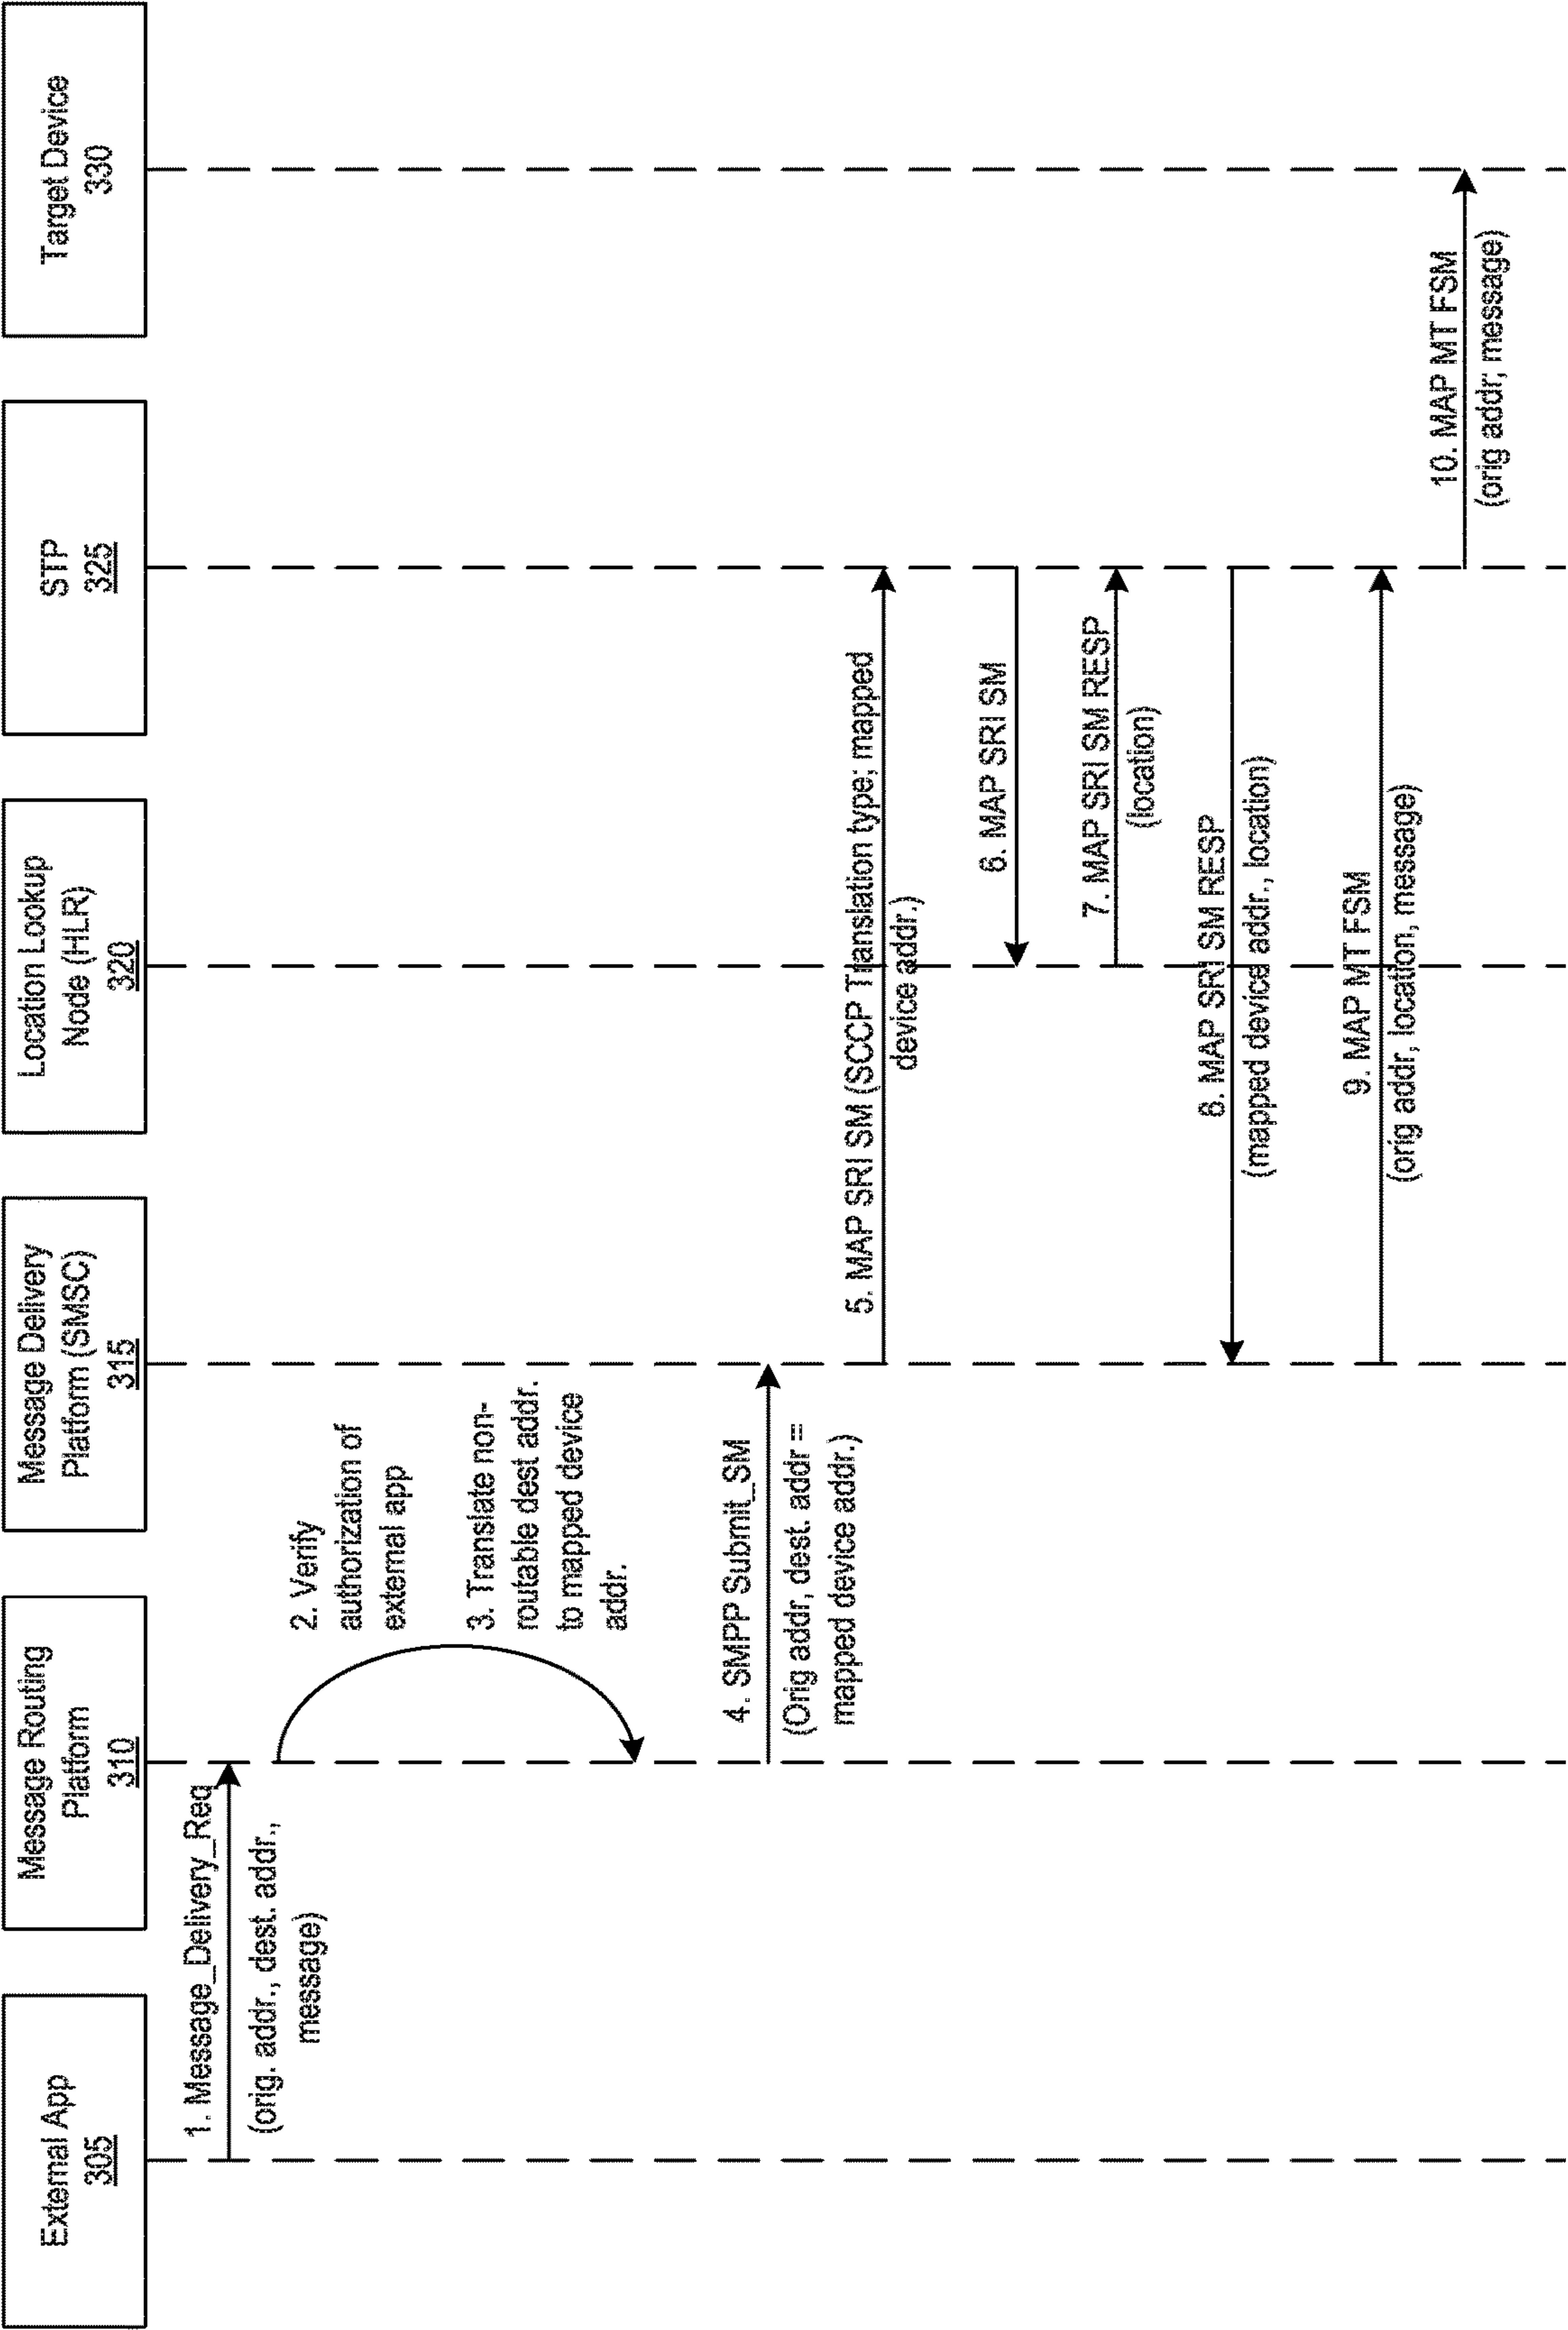 External App
305
Message Routing
Platform
310
Message Delivery
Platform (SMSC)
315
Location Lookup
Node (HLR)
320
STP
325
Target Device
330
1. Message_Delivery_Req
(orig. addr., dest. addr.,
message)
2. Verify
authorization of
external app
3. Translate non-
routable dest addr.
to mapped device
addr.
4. SMPP Submit_SM
(Orig addr, dest. addr =
mapped device addr.)
5. MAP SRI SM (SCCP Translation type; mapped
device addr.)
6. MAP SRI SM
7. MAP SRI SM RESP
(location)
8. MAP SRI SM RESP
(mapped device addr., location)
9. MAP MT FSM
(orig addr, location, message)
10. MAP MT FSM
(orig addr; message)